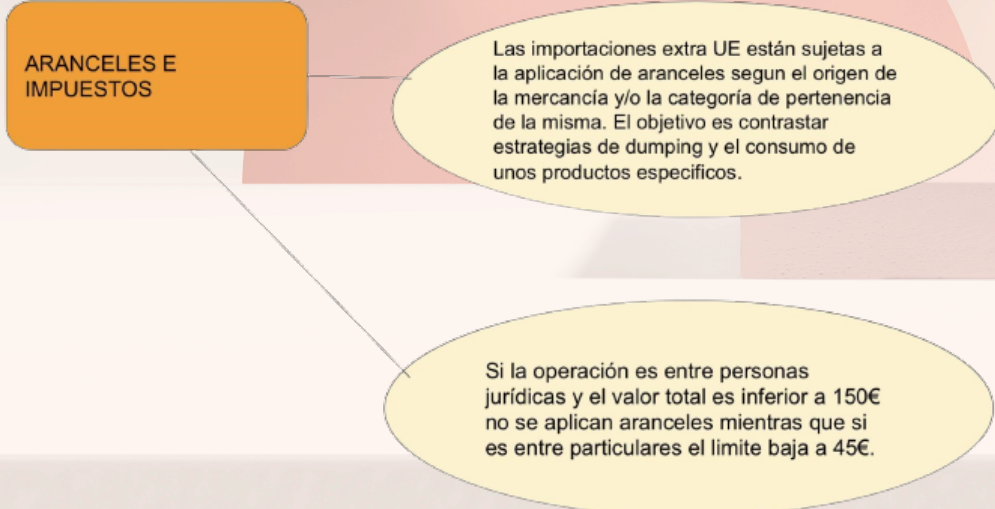 ARANCELES E
IMPUESTOS
Las importaciones extra UE están sujetas a
la aplicación de aranceles segun el origen de
la mercancía y/o la categoría de pertenencia
de la misma. El objetivo es contrastar
estrategias de dumping y el consumo de
unos productos especificos.
Si la operación es entre personas
jurídicas y el valor total es inferior a 150€
no se aplican aranceles mientras que si
es entre particulares el limite baja a 45€.